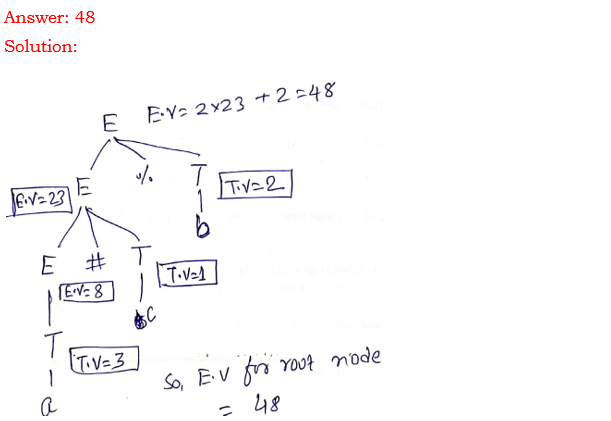 Answer: 48
Solution:
E E.V = 2×23 + 2 = 48
E.V=23 E % T T.V=2
b
E # T T.V=1
E.V=8
C
T T.V=3
a
So, E.V for root node
= 48